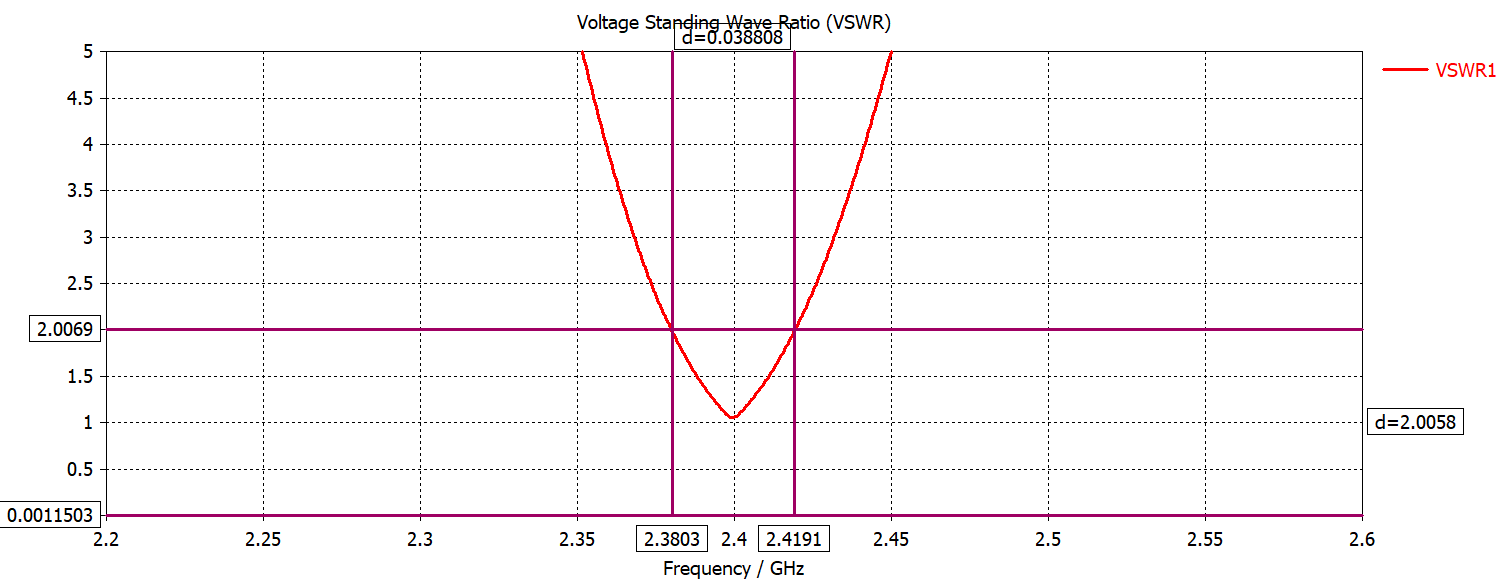 Voltage Standing Wave Ratio (VSWR)
d=0.038808
VSWR1
5
4.5
4
3.5
3
2.5
2.0069
1.5
1
d=2.0058
0.5
0.0011503
2.2 2.25 2.3 2.35 2.3803 2.4 2.4191 2.45 2.5 2.55 2.6
Frequency / GHz